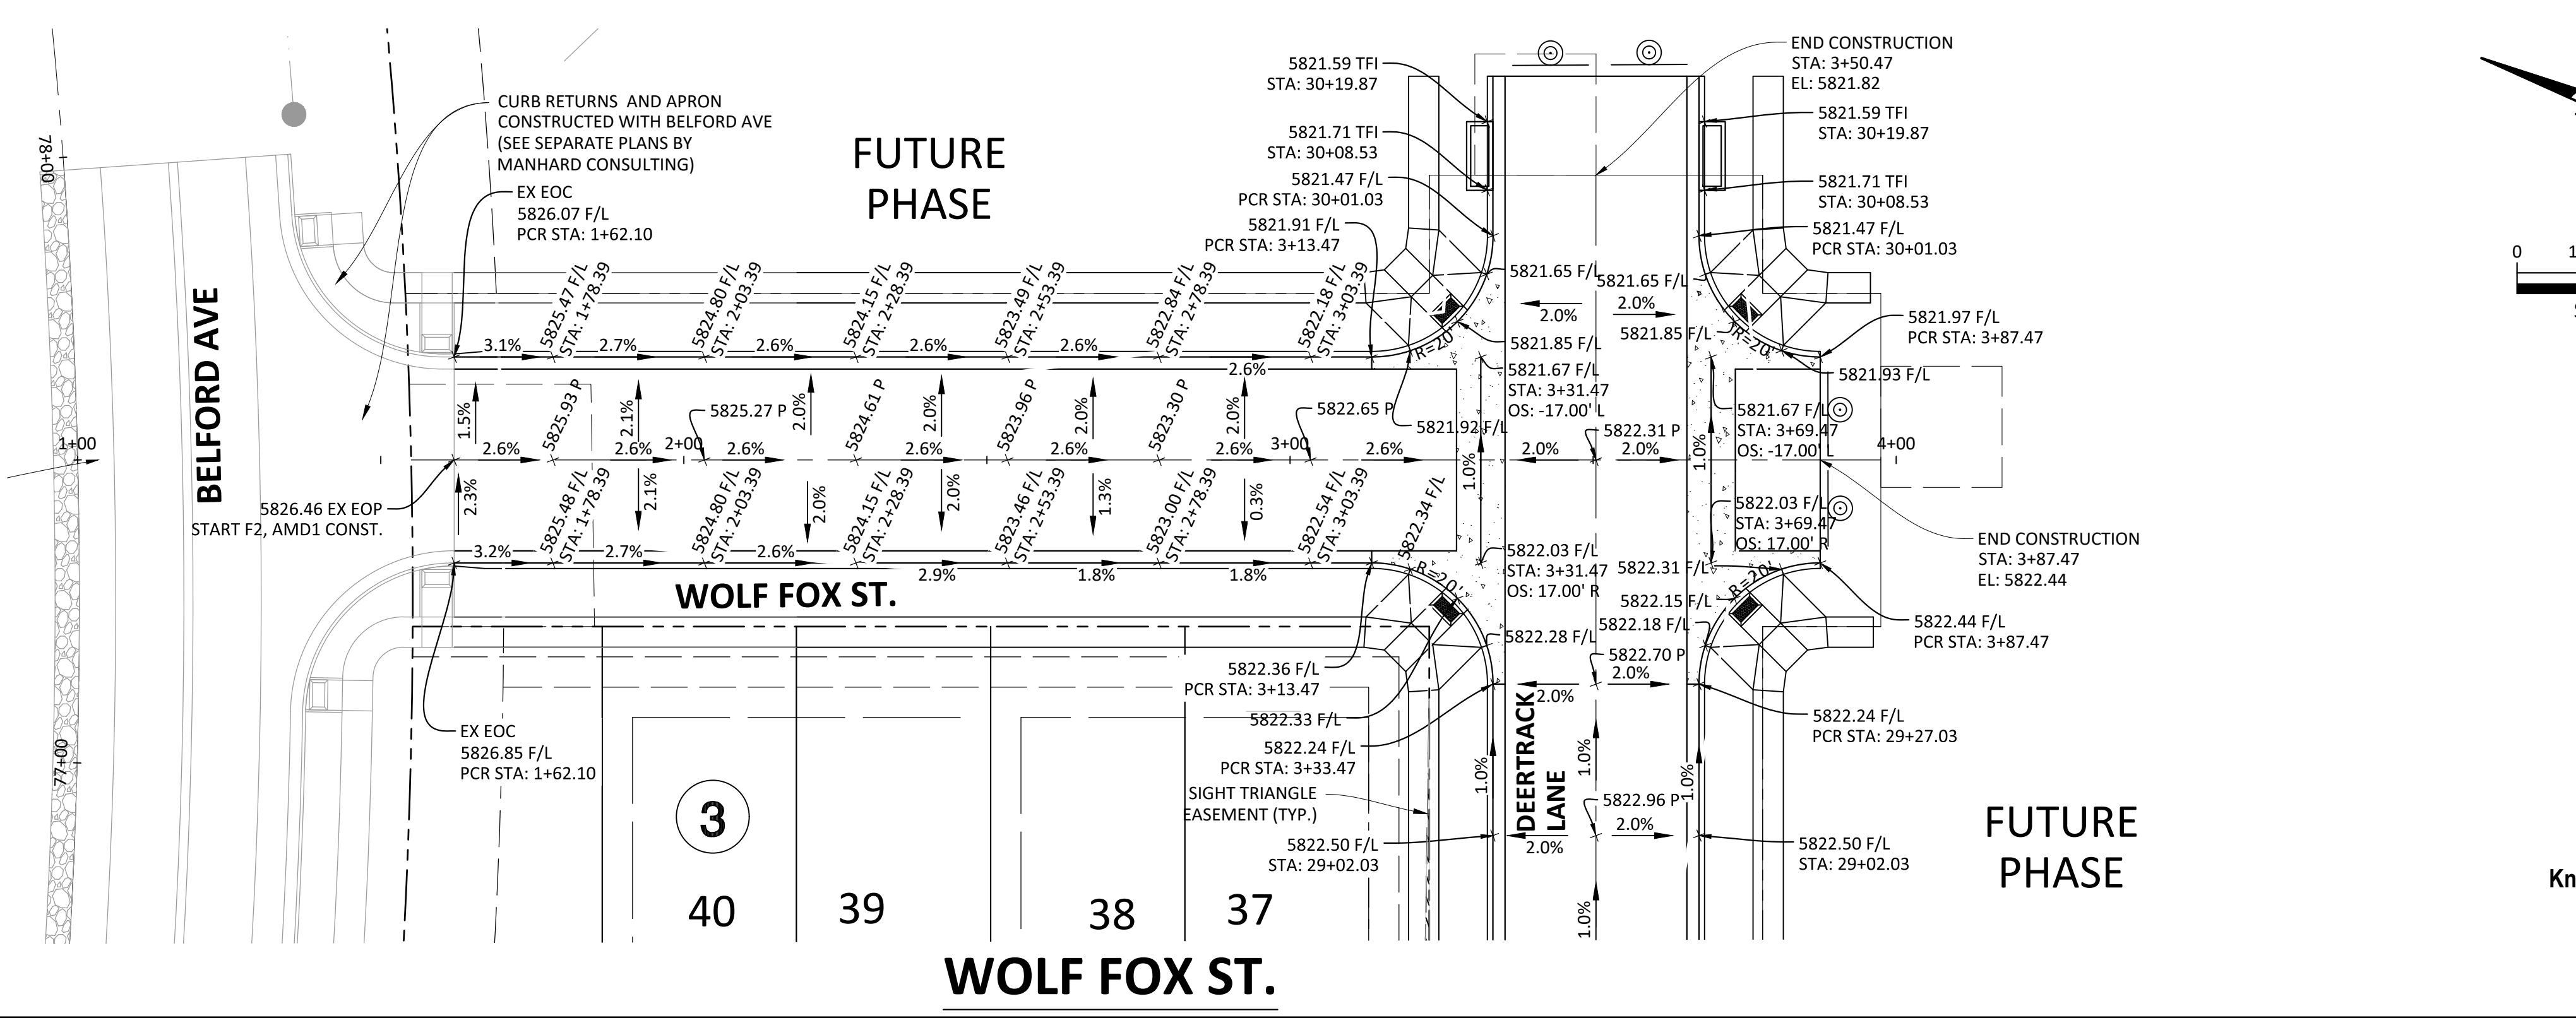 78+00
CURB RETURNS AND APRON
CONSTRUCTED WITH BELFORD AVE
(SEE SEPARATE PLANS BY
MANHARD CONSULTING)
EX EOC
5826.07 F/L
PCR STA: 1+62.10
FUTURE
PHASE
5821.59 TFI
STA: 30+19.87
5821.71 TFI
STA: 30+08.53
5821.47 F/L
PCR STA: 30+01.03
5821.91 F/L
PCR STA: 3+13.47
END CONSTRUCTION
STA: 3+50.47
EL: 5821.82
5821.59 TFI
STA: 30+19.87
5821.71 TFI
STA: 30+08.53
5821.47 F/L
PCR STA: 30+01.03
5821.97 F/L
PCR STA: 3+87.47
5821.93 F/L
0
BELFORD AVE
5825.47 F/L
STA: 1+78.39
5824.80 F/L
STA: 2+03.39
5824.15 F/L
STA: 2+28.39
5823.49 F/L
STA: 2+53.39
5822.84 F/L
STA: 2+78.39
5822.18 F/L
STA: 3+03.39
5821.65 F/L
5821.65 F/L
2.0%
2.0%
5821.85 F/L
5821.85 F/L
R=20'
R=20'
3.1%
2.7%
2.6%
2.6%
2.6%
2.6%
1.5%
5825.93 P
2.1%
5825.27 P
2.0%
5824.61 P
2.0%
5823.96 P
2.0%
5823.30 P
2.0%
5822.65 P
5821.92 F/L
5821.67 F/L
STA: 3+31.47
OS: -17.00' L
5822.31 P
5821.67 F/L
STA: 3+69.47
OS: -17.00' L
1+00
2.6%
2.6%
2+00
2.6%
2.6%
2.6%
2.6%
3+00
2.6%
1.0%
2.0%
2.0%
1.0%
4+00
5826.46 EX EOP
START F2, AMD1 CONST.
2.3%
5825.48 F/L
STA: 1+78.39
2.1%
5824.80 F/L
STA: 2+03.39
2.0%
5824.15 F/L
STA: 2+28.39
2.0%
5823.46 F/L
STA: 2+53.39
1.3%
5823.00 F/L
STA: 2+78.39
0.3%
5822.54 F/L
STA: 3+03.39
5822.34 F/L
5822.03 F/L
STA: 3+69.47
OS: 17.00' R
END CONSTRUCTION
STA: 3+87.47
EL: 5822.44
3.2%
2.7%
2.6%
2.9%
1.8%
1.8%
R=20'
5822.03 F/L
STA: 3+31.47
OS: 17.00' R
5822.31 F/L
R=20'
5822.15 F/L
5822.18 F/L
5822.28 F/L
5822.44 F/L
PCR STA: 3+87.47
WOLF FOX ST.
5822.36 F/L
PCR STA: 3+13.47
5822.33 F/L
5822.24 F/L
PCR STA: 3+33.47
5822.70 P
2.0%
2.0%
5822.24 F/L
PCR STA: 29+27.03
EX EOC
5826.85 F/L
PCR STA: 1+62.10
77+00
SIGHT TRIANGLE
EASEMENT (TYP.)
5822.50 F/L
STA: 29+02.03
1.0%
DEERTRACK
LANE
1.0%
1.0%
5822.96 P
2.0%
2.0%
5822.50 F/L
STA: 29+02.03
1.0%
FUTURE
PHASE
3
40
39
38
37
Kn
WOLF FOX ST.